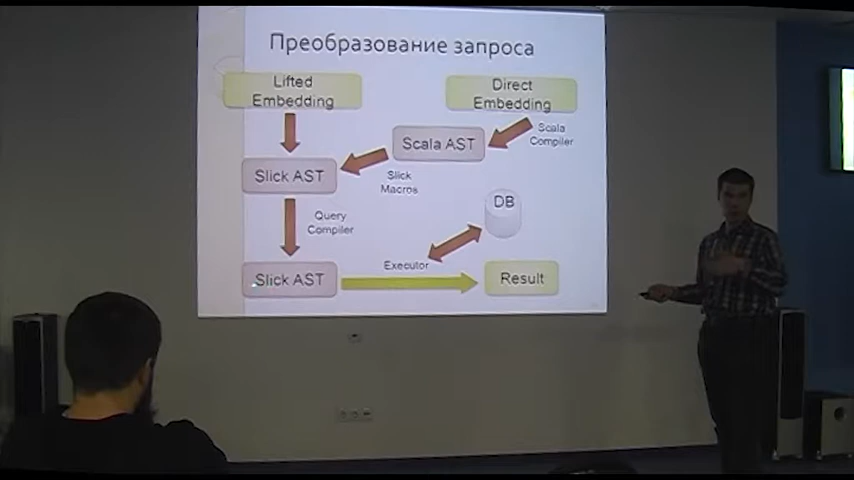 Преобразование запроса
Lifted
Embedding
Direct
Embedding
Scala AST
Scala
Compiler
Slick AST
Slick
Macros
DB
Query
Compiler
Executor
Slick AST
Result